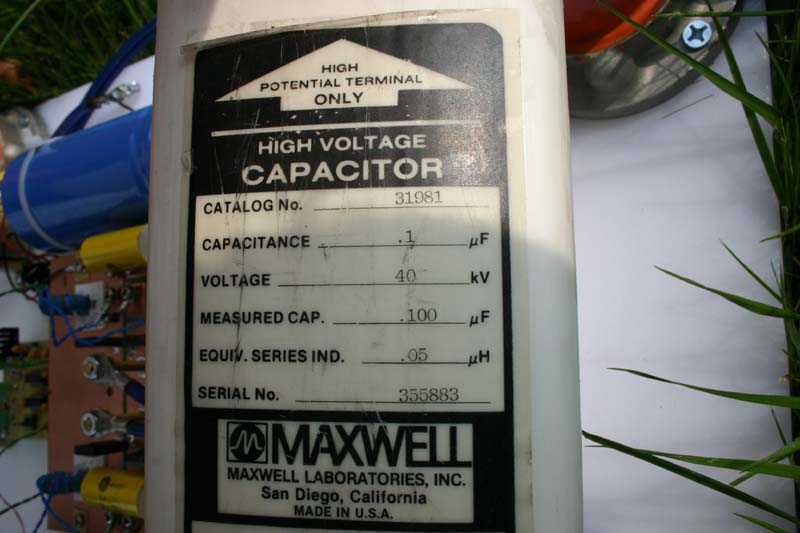 HIGH
POTENTIAL TERMINAL
ONLY
HIGH VOLTAGE
CAPACITOR
CATALOG No. 31981
CAPACITANCE .1 µF
VOLTAGE 40 kV
MEASURED CAP. .100 µF
EQUIV. SERIES IND. .05 µH
SERIAL No. 355883
MAXWELL
MAXWELL LABORATORIES, INC.
San Diego, California
MADE IN U.S.A.